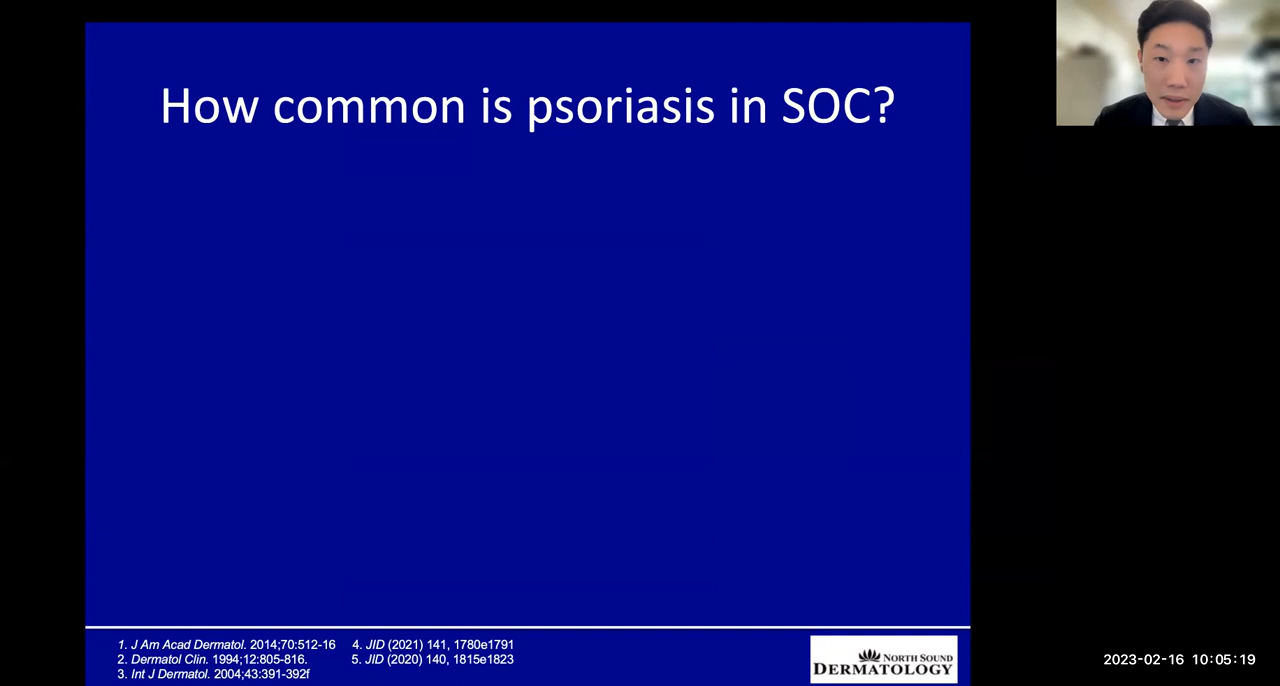 How common is psoriasis in SOC?
1. J Am Acad Dermatol. 2014;70:512-16
2. Dermatol Clin. 1994;12:805-816.
3. Int J Dermatol. 2004;43:391-392f
4. JID (2021) 141, 1780e1791
5. JID (2020) 140, 1815e1823
NORTH SOUND
DERMATOLOGY
2023-02-16 10:05:19